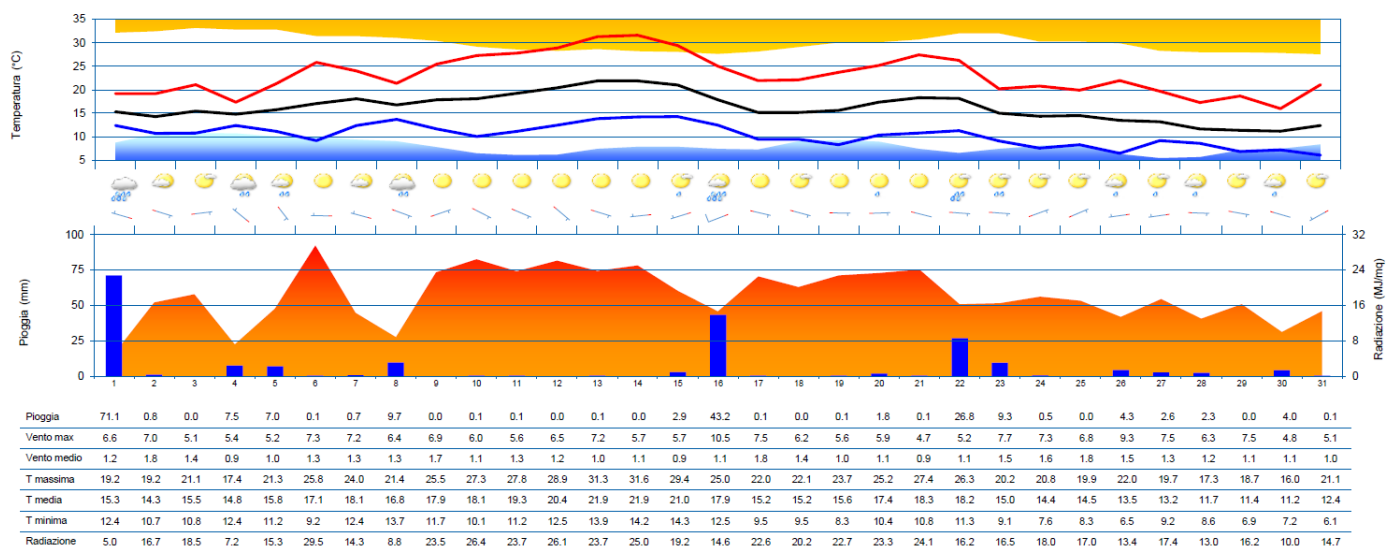 35
30
25
20
15
10
5
Temperatura (°C)
100
75
50
25
0
Pioggia (mm)
32
24
16
8
0
Radiazione (MJ/mq)
1 2 3 4 5 6 7 8 9 10 11 12 13 14 15 16 17 18 19 20 21 22 23 24 25 26 27 28 29 30 31
Pioggia 71.1 0.8 0.0 7.5 7.0 0.1 0.7 9.7 0.0 0.1 0.1 0.0 0.1 0.0 2.9 43.2 0.1 0.0 0.1 1.8 0.1 26.8 9.3 0.5 0.0 4.3 2.6 2.3 0.0 4.0 0.1
Vento max 6.6 7.0 5.1 5.4 5.2 7.3 7.2 6.4 6.9 6.0 5.6 6.5 7.2 5.7 5.7 10.5 7.5 6.2 5.6 5.9 4.7 5.2 7.7 7.3 6.8 9.3 7.5 6.3 7.5 4.8 5.1
Vento medio 1.2 1.8 1.4 0.9 1.0 1.3 1.3 1.3 1.7 1.1 1.3 1.2 1.0 1.1 0.9 1.1 1.8 1.4 1.0 1.1 0.9 1.1 1.5 1.6 1.8 1.5 1.3 1.2 1.1 1.1 1.0
T massima 19.2 19.2 21.1 17.4 21.3 25.8 24.0 21.4 25.5 27.3 27.8 28.9 31.3 31.6 29.4 25.0 22.0 22.1 23.7 25.2 27.4 26.3 20.2 20.8 19.9 22.0 19.7 17.3 18.7 16.0 21.1
T media 15.3 14.3 15.5 14.8 15.8 17.1 18.1 16.8 17.9 18.1 19.3 20.4 21.9 21.9 21.0 17.9 15.2 15.2 15.6 17.4 18.3 18.2 15.0 14.4 14.5 13.5 13.2 11.7 11.4 11.2 12.4
T minima 12.4 10.7 10.8 12.4 11.2 9.2 12.4 13.7 11.7 10.1 11.2 12.5 13.9 14.2 14.3 12.5 9.5 9.5 8.3 10.4 10.8 11.3 9.1 7.6 8.3 6.5 9.2 8.6 6.9 7.2 6.1
Radiazione 5.0 16.7 18.5 7.2 15.3 29.5 14.3 8.8 23.5 26.4 23.7 26.1 23.7 25.0 19.2 14.6 22.6 20.2 22.7 23.3 24.1 16.2 16.5 18.0 17.0 13.4 17.4 13.0 16.2 10.0 14.7